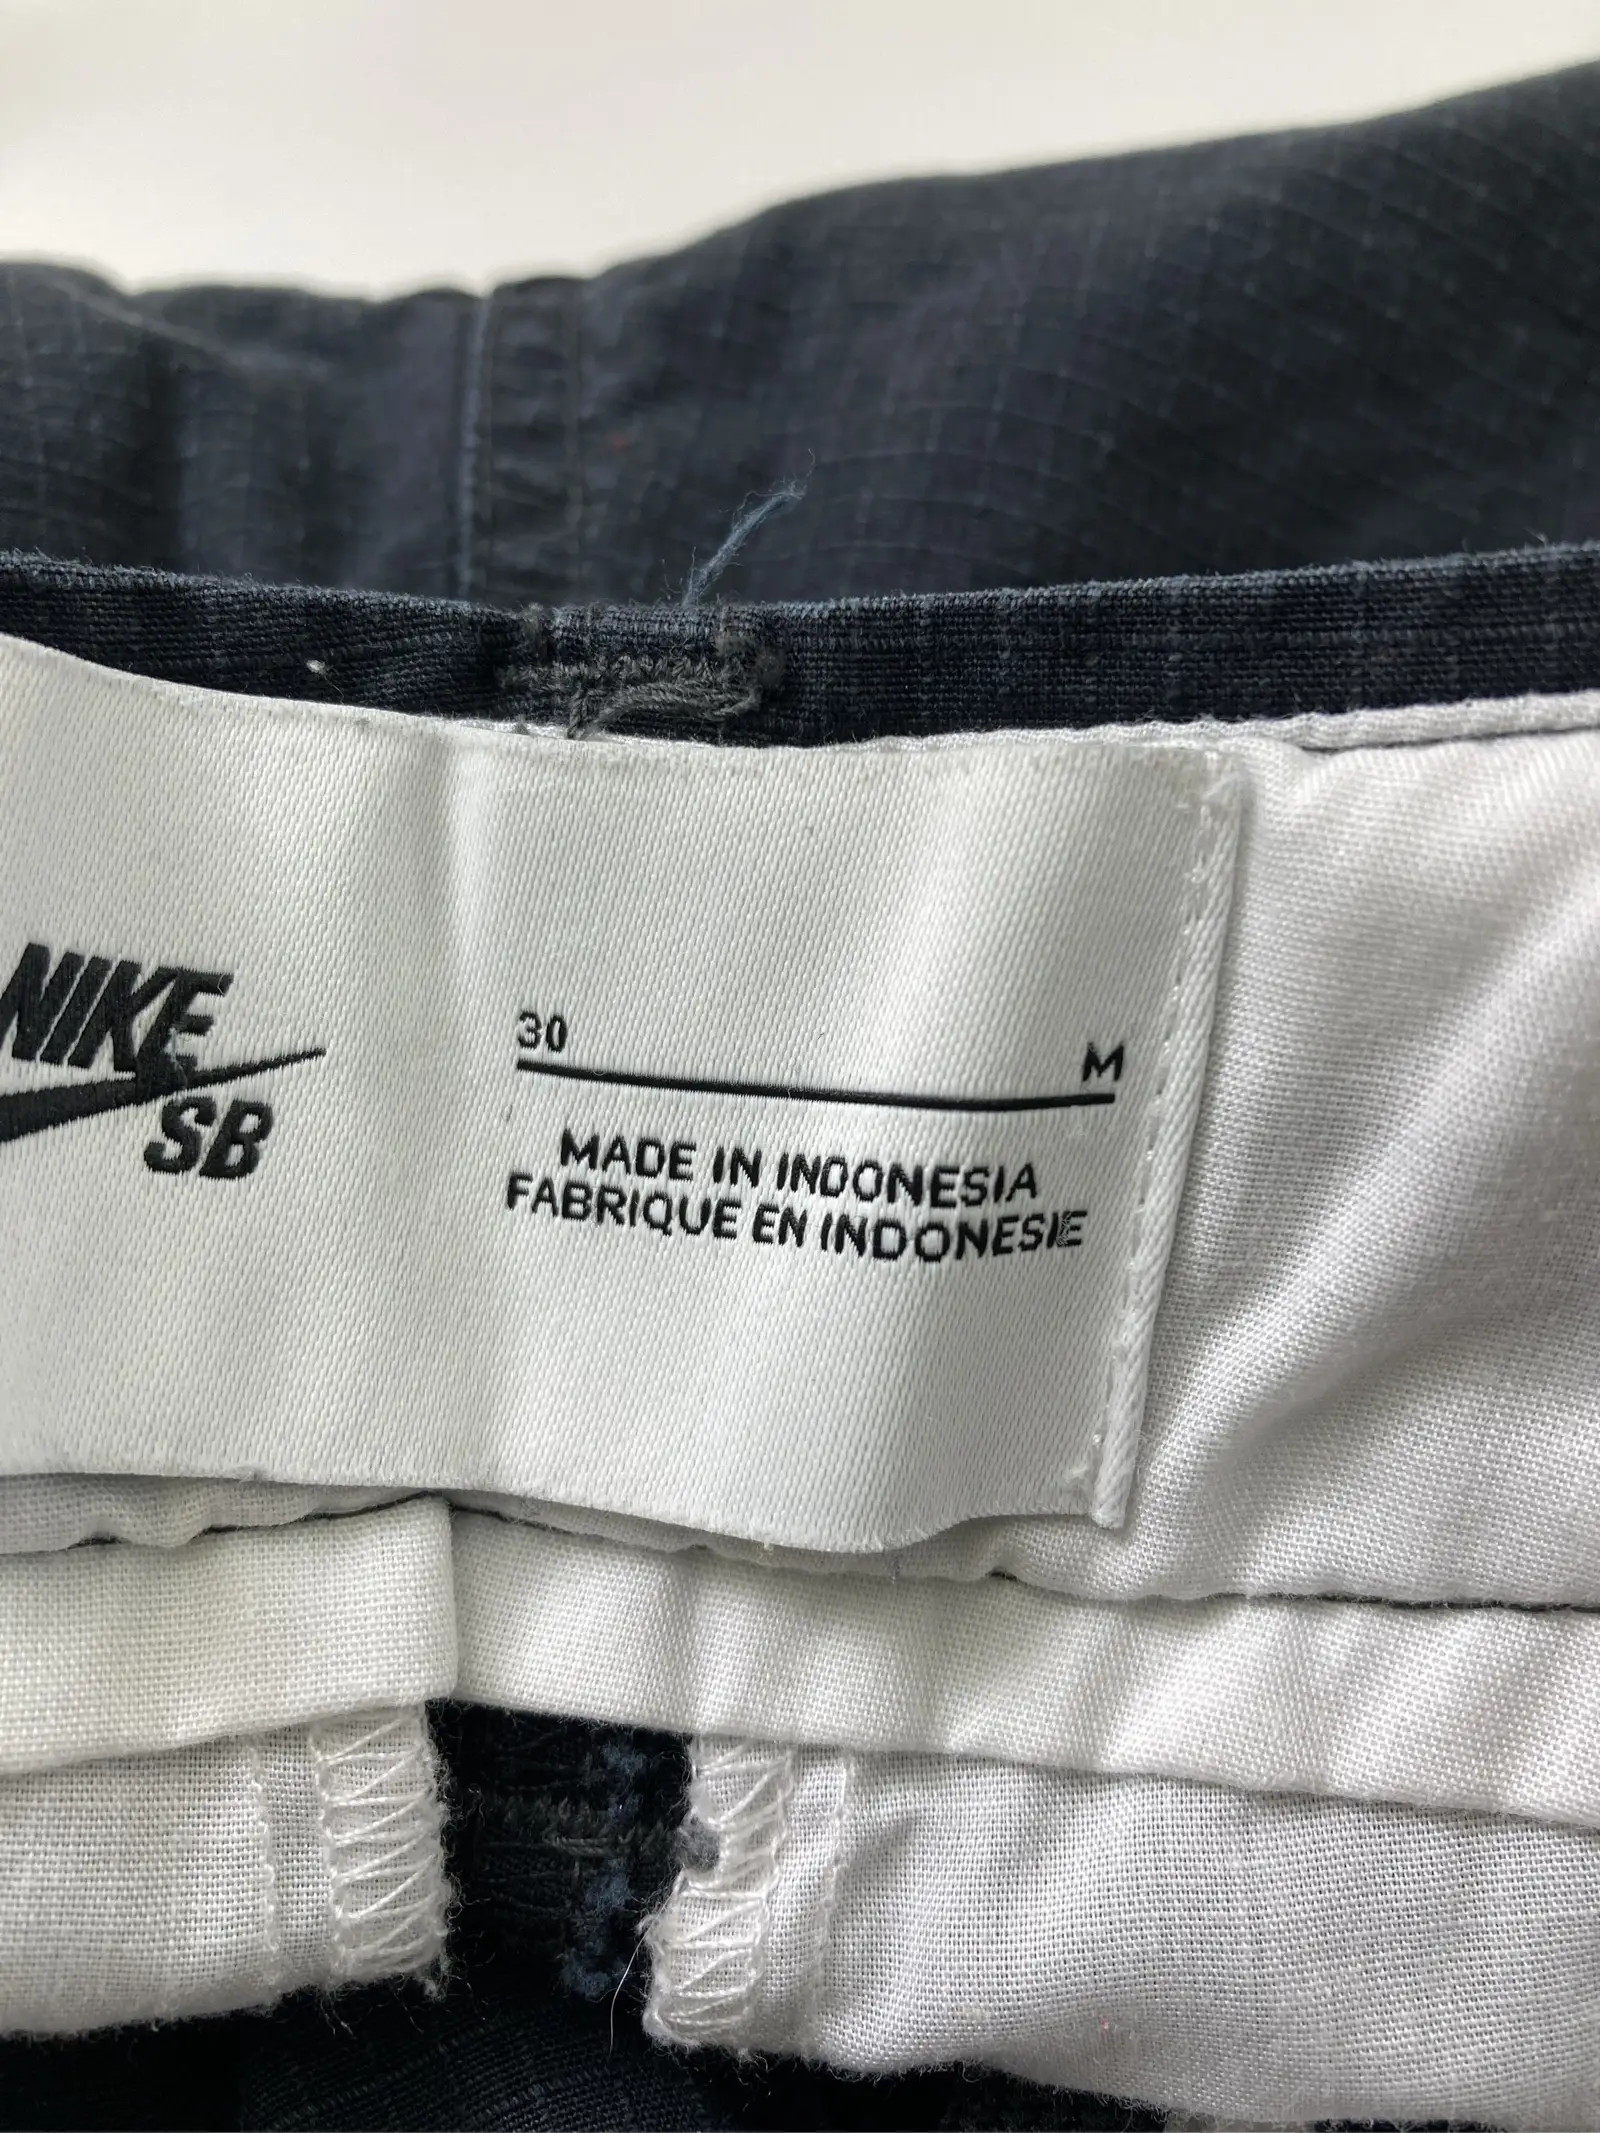 NIKE
SB
30 M
MADE IN INDONESIA
FABRIQUE EN INDONESIE